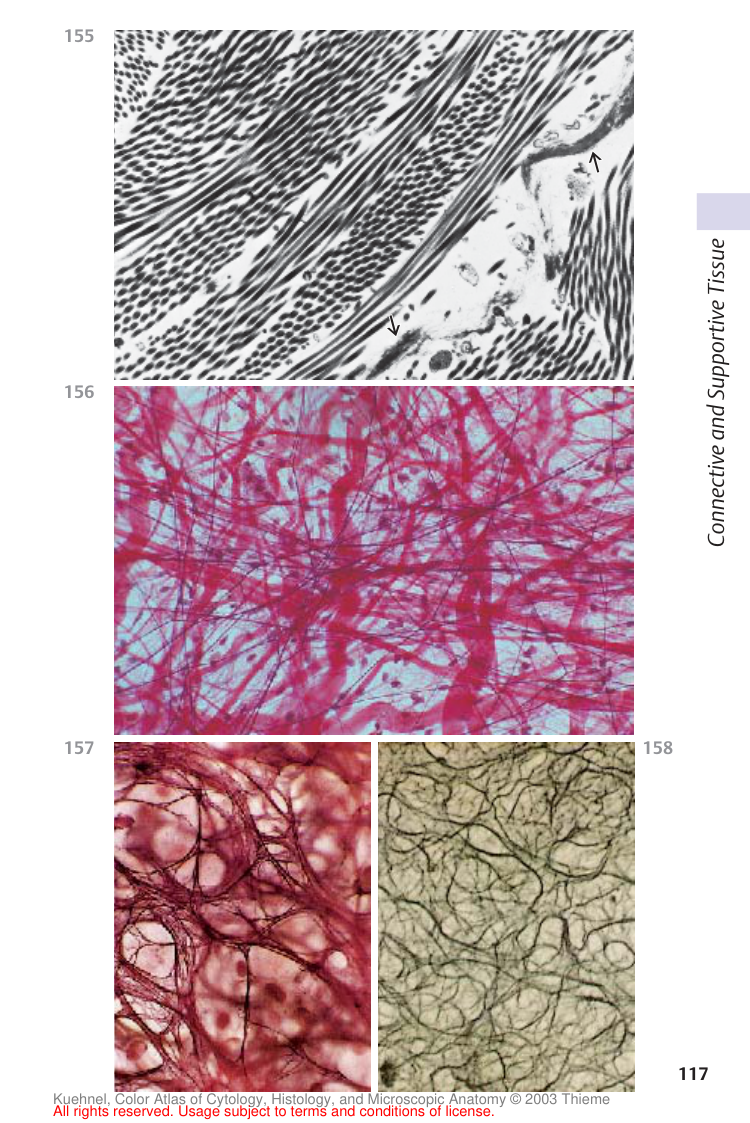 155
156
157
158
Connective and Supportive Tissue
117
Kuehnel, Color Atlas of Cytology, Histology, and Microscopic Anatomy © 2003 Thieme
All rights reserved. Usage subject to terms and conditions of license.